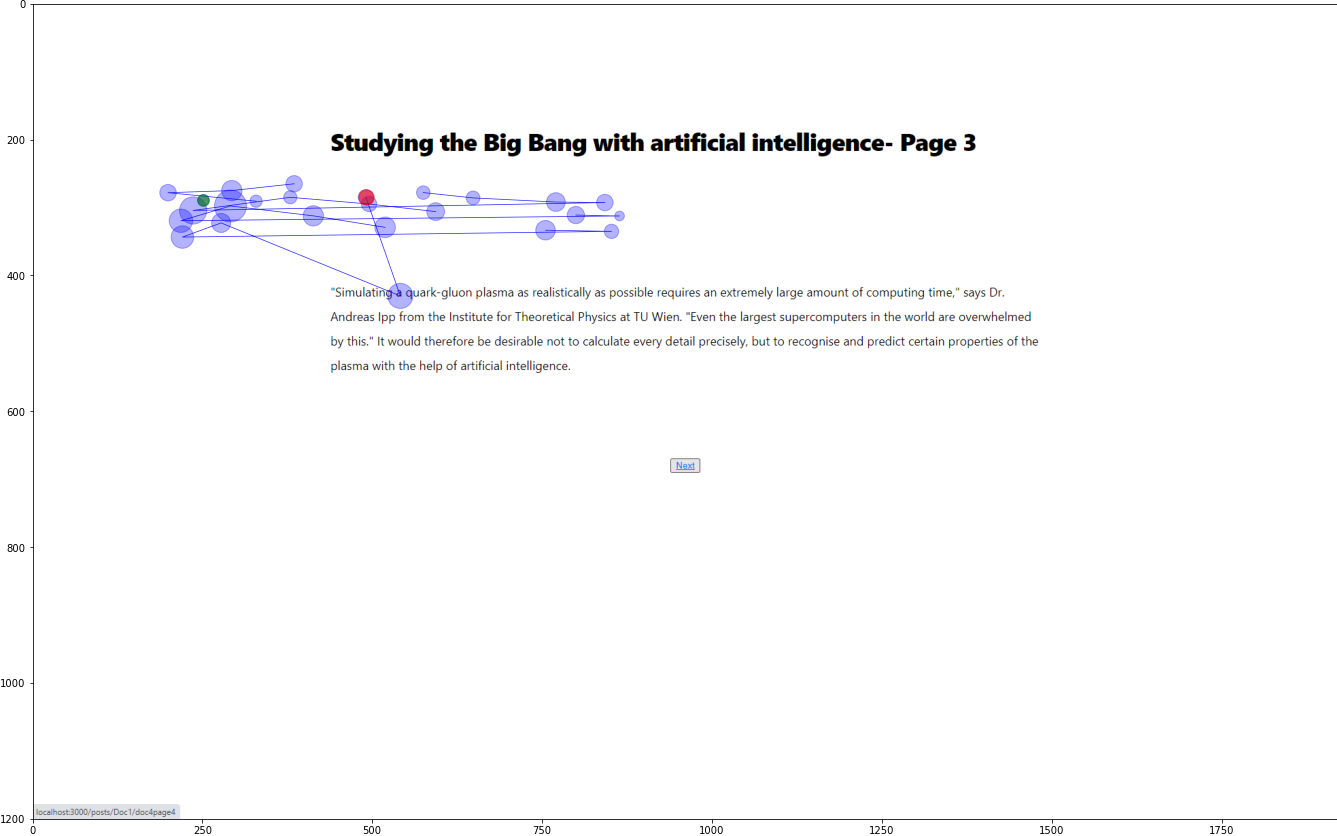 0
200
Studying the Big Bang with artificial intelligence- Page 3
400
"Simulating a quark-gluon plasma as realistically as possible requires an extremely large amount of computing time," says Dr.
Andreas Ipp from the Institute for Theoretical Physics at TU Wien. "Even the largest supercomputers in the world are overwhelmed
by this." It would therefore be desirable not to calculate every detail precisely, but to recognise and predict certain properties of the
plasma with the help of artificial intelligence.
600
Next
800
1000
localhost:3000/posts/Doc1/doc4page4
1200
0 250 500 750 1000 1250 1500 1750